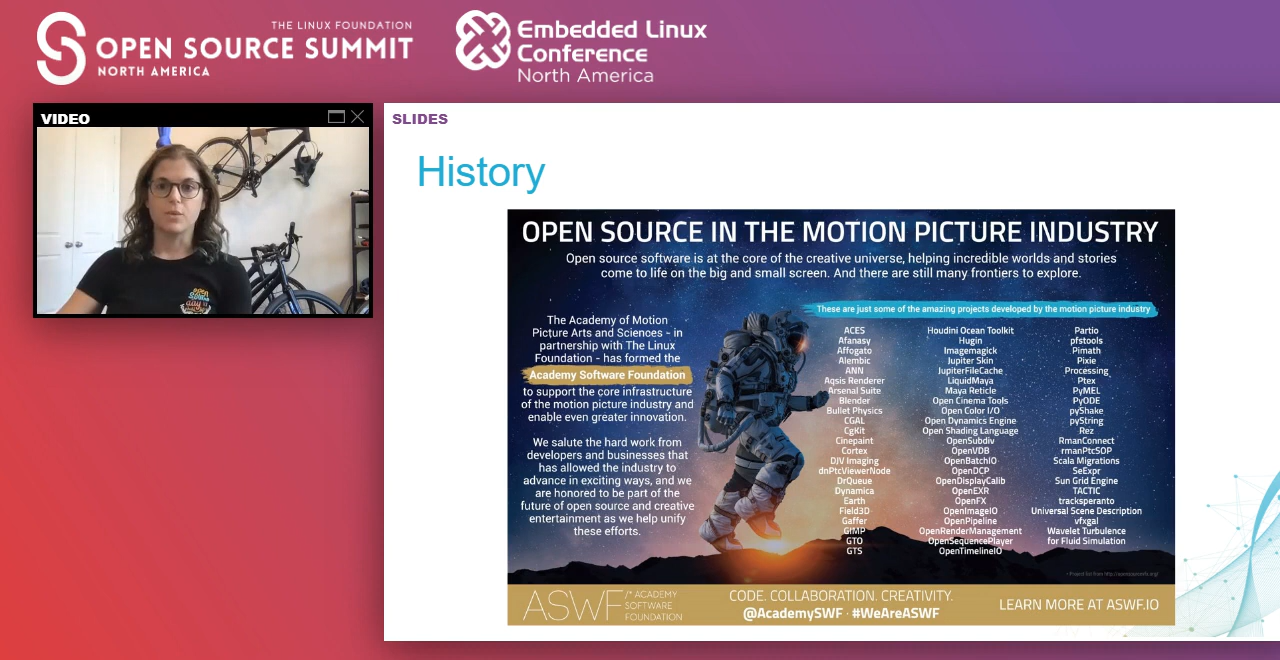 THE LINUX FOUNDATION
OPEN SOURCE SUMMIT
NORTH AMERICA
Embedded Linux
Conference
North America
VIDEO
SLIDES
History
OPEN SOURCE IN THE MOTION PICTURE INDUSTRY
Open source software is at the core of the creative universe, helping incredible worlds and stories
come to life on the big and small screen. And there are still many frontiers to explore.
The Academy of Motion
Picture Arts and Sciences - in
partnership with The Linux
Foundation - has formed the
Academy Software Foundation
to support the core infrastructure
of the motion picture industry and
enable even greater innovation.
We salute the hard work from
developers and businesses that
has allowed the industry to
advance in exciting ways, and we
are honored to be part of the
future of open source and creative
entertainment as we help unify
these efforts.
These are just some of the amazing projects developed by the motion picture industry
ACES
Afanasy
Affogato
Alembic
ANN
Aqsis Renderer
Arsenal Suite
Blender
Bullet Physics
CGAL
CgKit
Cinepaint
Cortex
DJV Imaging
dnPtcViewerNode
DrQueue
Dynamica
Earth
Field3D
Gaffer
GIMP
GTO
GTS
Houdini Ocean Toolkit
Hugin
Imagemagick
Jupiter Skin
JupiterFileCache
LiquidMaya
Maya Reticle
Open Cinema Tools
Open Color I/O
Open Dynamics Engine
Open Shading Language
OpenSubdiv
OpenVDB
OpenBatchIO
OpenDCP
OpenDisplayCalib
OpenEXR
OpenFX
OpenImageIO
OpenPipeline
OpenRenderManagement
OpenSequencePlayer
OpenTimelineIO
Partio
pfstools
Pimath
Pixie
Processing
Ptex
PyMEL
PyODE
pyShake
pyString
Rez
RmanConnect
rmanPtcSOP
Scala Migrations
SeExpr
Sun Grid Engine
TACTIC
tracksperanto
Universal Scene Description
vfxgal
Wavelet Turbulence
for Fluid Simulation
ASWF
/* ACADEMY
SOFTWARE
FOUNDATION
CODE. COLLABORATION. CREATIVITY.
@AcademySWF · #WeAreASWF
LEARN MORE AT ASWF.IO